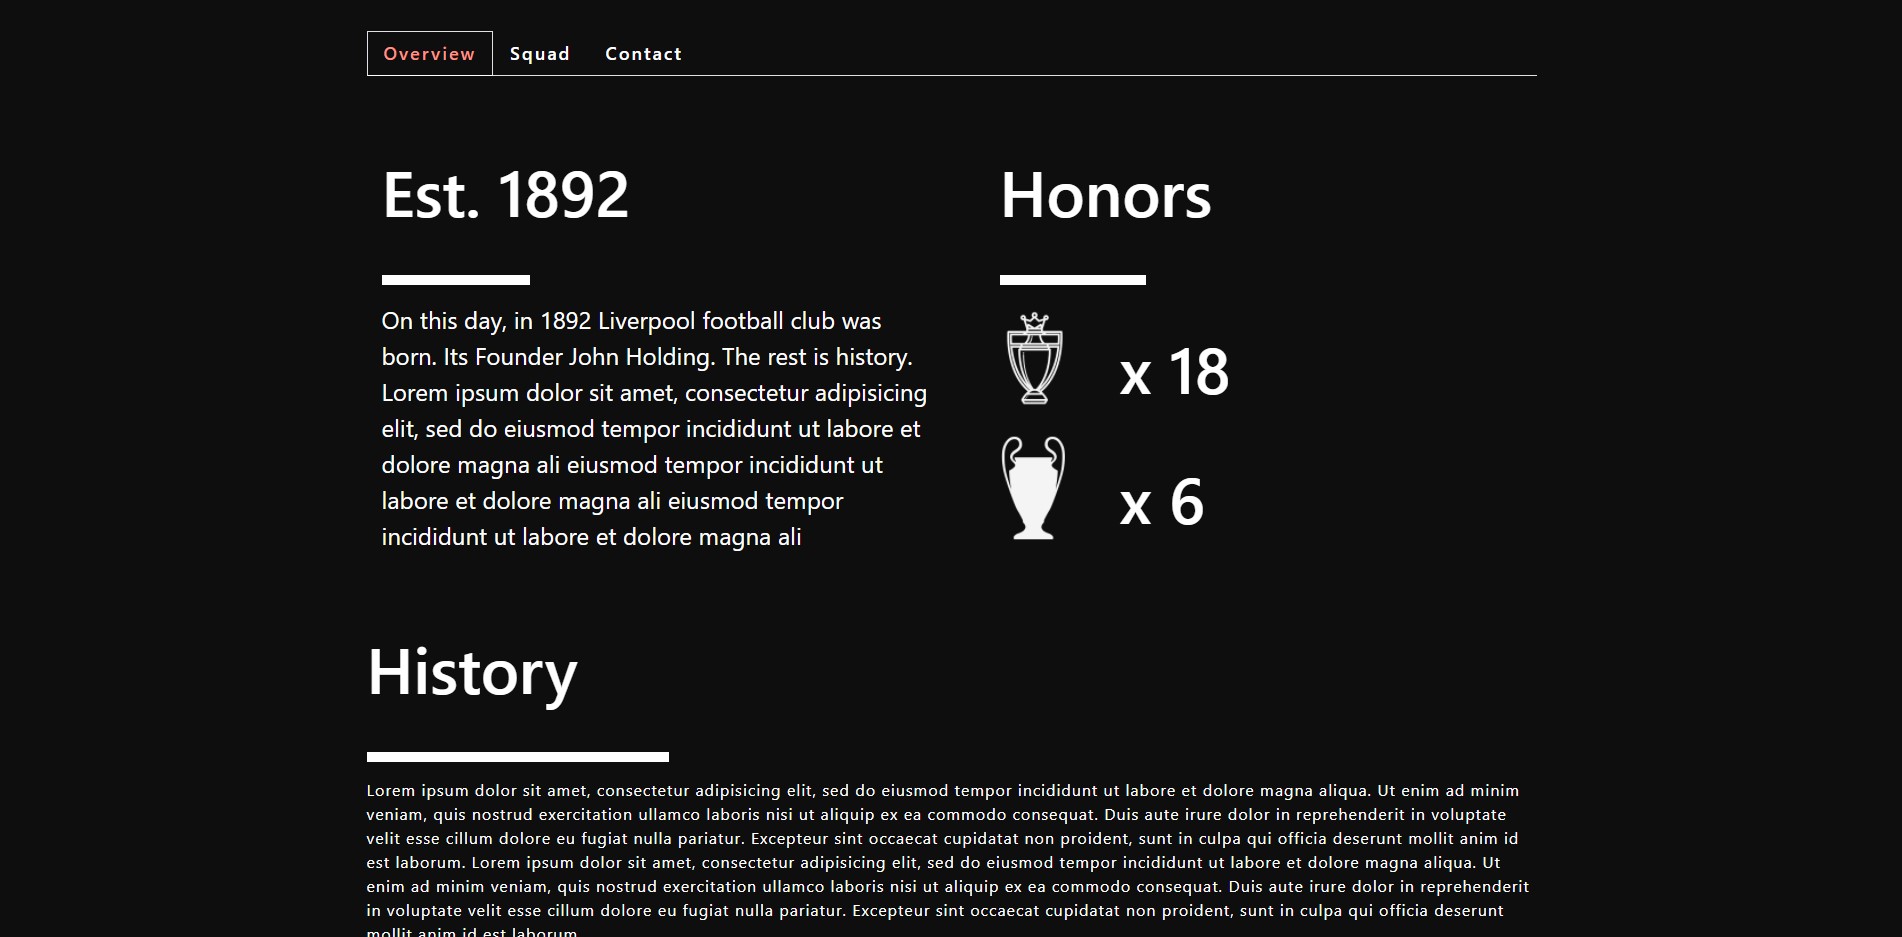 Overview Squad Contact
Est. 1892
On this day, in 1892 Liverpool football club was
born. Its Founder John Holding. The rest is history.
Lorem ipsum dolor sit amet, consectetur adipisicing
elit, sed do eiusmod tempor incididunt ut labore et
dolore magna ali eiusmod tempor incididunt ut
labore et dolore magna ali eiusmod tempor
incididunt ut labore et dolore magna ali
Honors
x 18
x 6
History
Lorem ipsum dolor sit amet, consectetur adipisicing elit, sed do eiusmod tempor incididunt ut labore et dolore magna aliqua. Ut enim ad minim
veniam, quis nostrud exercitation ullamco laboris nisi ut aliquip ex ea commodo consequat. Duis aute irure dolor in reprehenderit in voluptate
velit esse cillum dolore eu fugiat nulla pariatur. Excepteur sint occaecat cupidatat non proident, sunt in culpa qui officia deserunt mollit anim id
est laborum. Lorem ipsum dolor sit amet, consectetur adipisicing elit, sed do eiusmod tempor incididunt ut labore et dolore magna aliqua. Ut
enim ad minim veniam, quis nostrud exercitation ullamco laboris nisi ut aliquip ex ea commodo consequat. Duis aute irure dolor in reprehenderit
in voluptate velit esse cillum dolore eu fugiat nulla pariatur. Excepteur sint occaecat cupidatat non proident, sunt in culpa qui officia deserunt
mollit anim id est laborum.